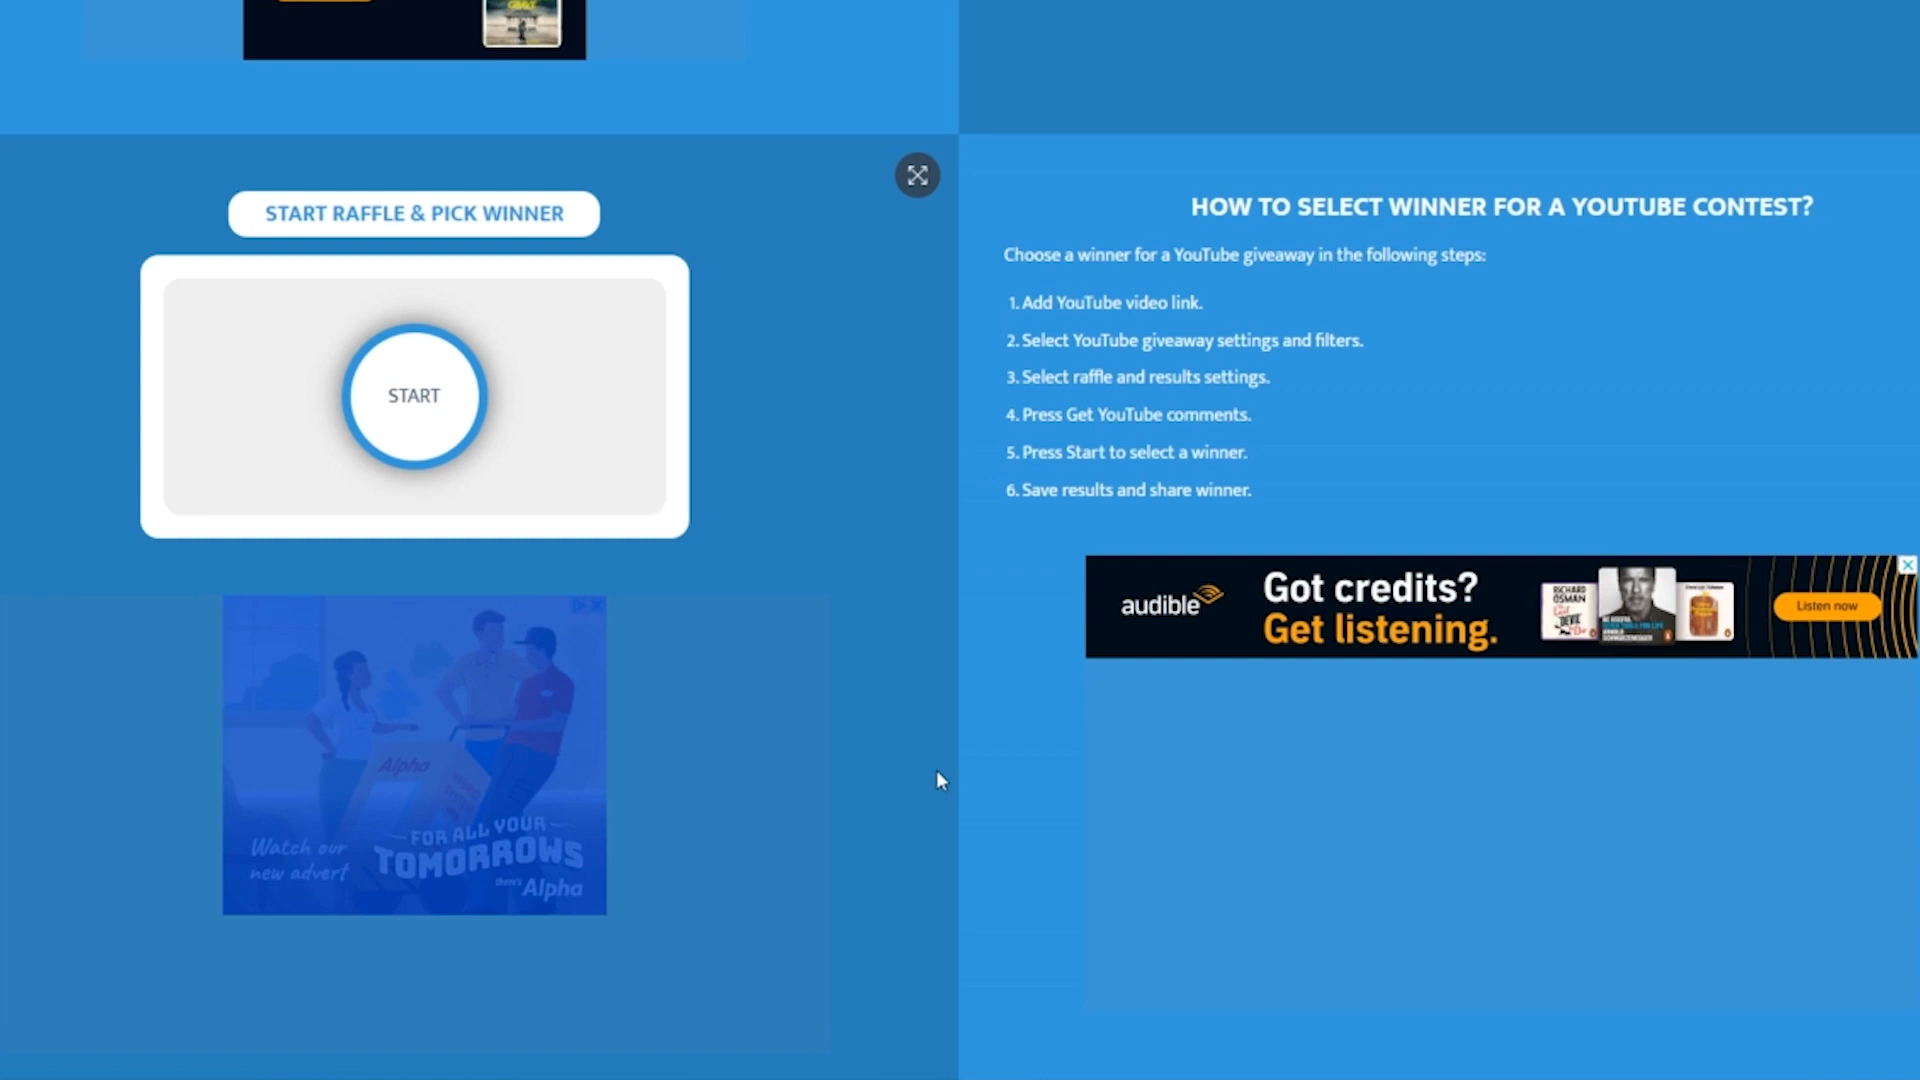 START RAFFLE & PICK WINNER
START
HOW TO SELECT WINNER FOR A YOUTUBE CONTEST?
Choose a winner for a YouTube giveaway in the following steps:
1. Add YouTube video link.
2. Select YouTube giveaway settings and filters.
3. Select raffle and results settings.
4. Press Get YouTube comments.
5. Press Start to select a winner.
6. Save results and share winner.
audible
Got credits?
Get listening.
RICHARD
OSMAN
Listen now
Alpha
Watch our
new advert
FOR ALL YOUR
TOMORROWS
there's Alpha